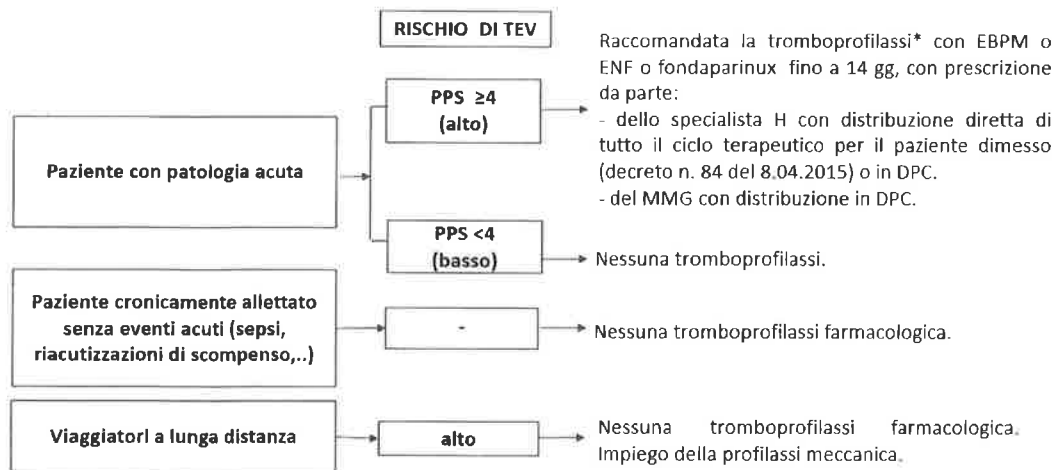 RISCHIO DI TEV
Paziente con patologia acuta
PPS ≥4
(alto)
Raccomandata la tromboprofilassi* con EBPM o
ENF o fondaparinux fino a 14 gg, con prescrizione
da parte:
- dello specialista H con distribuzione diretta di
tutto il ciclo terapeutico per il paziente dimesso
(decreto n. 84 del 8.04.2015) o in DPC.
- del MMG con distribuzione in DPC.
PPS <4
(basso)
Nessuna tromboprofilassi.
Paziente cronicamente allettato
senza eventi acuti (sepsi,
riacutizzazioni di scompenso,..)
-
Nessuna tromboprofilassi farmacologica.
Viaggiatori a lunga distanza
alto
Nessuna tromboprofilassi farmacologica.
Impiego della profilassi meccanica.